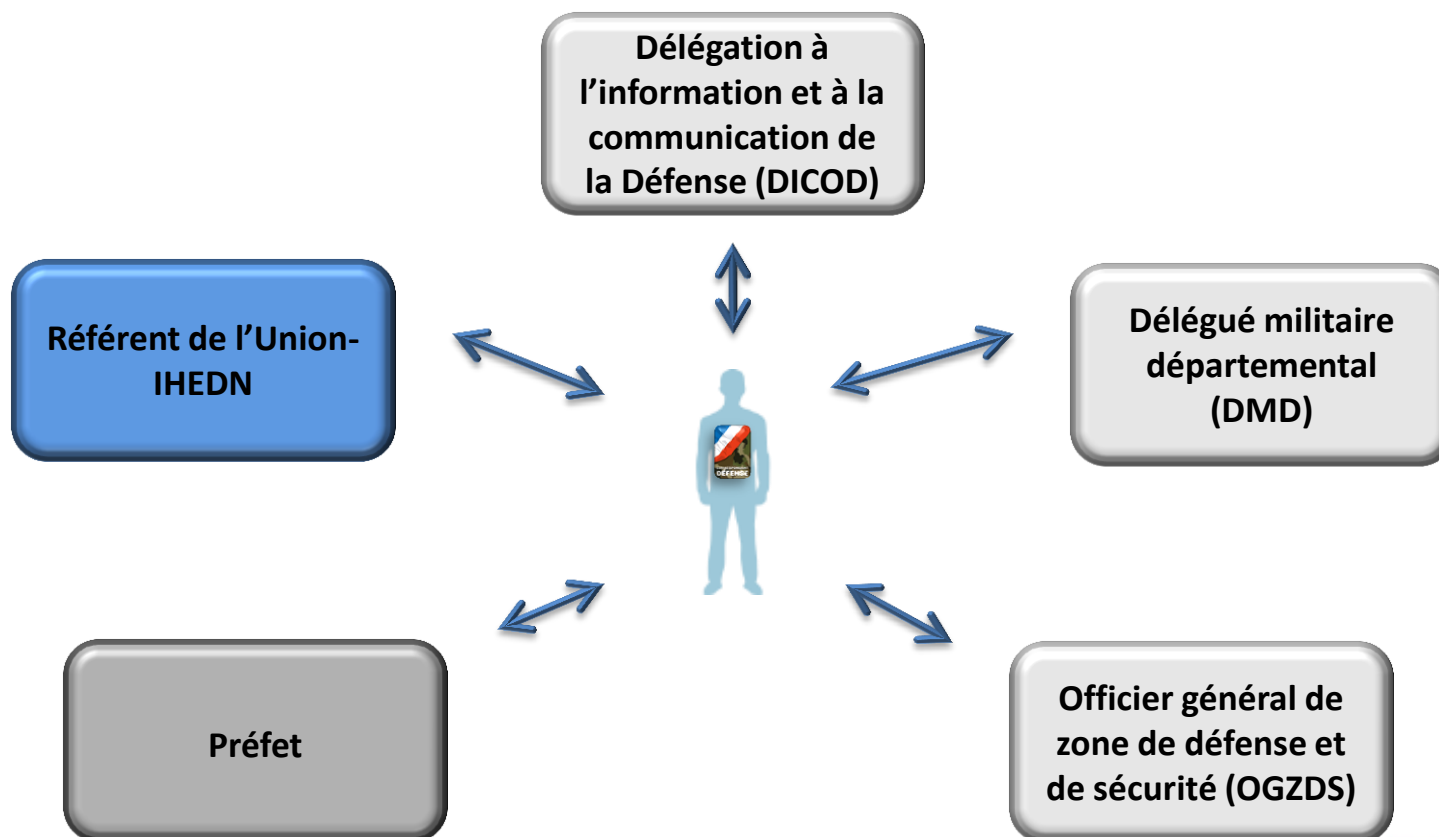 Délégation à
l’information et à la
communication de
la Défense (DICOD)
Référent de l’Union-
IHEDN
Délégué militaire
départemental
(DMD)
DÉFENSE
Préfet
Officier général de
zone de défense et
de sécurité (OGZDS)